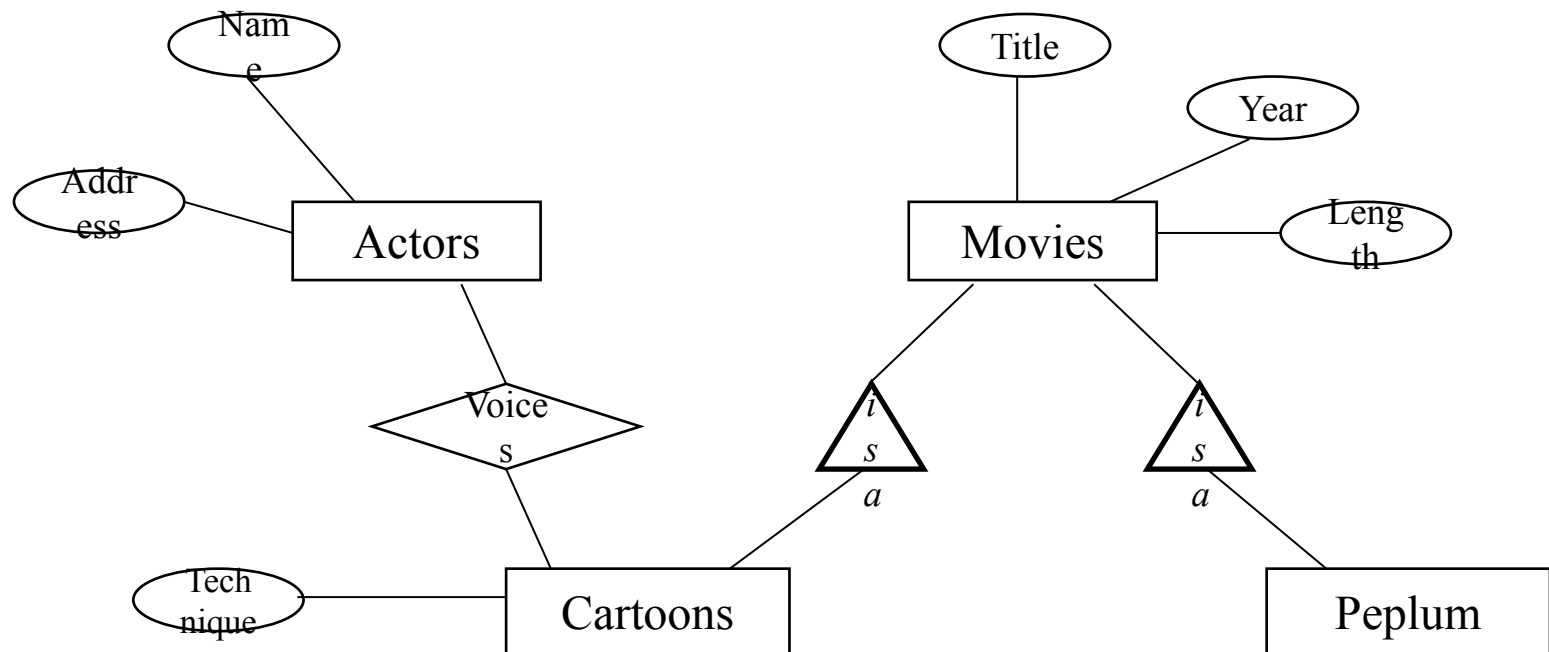 Nam
e
Title
Year
Addr
ess
Actors
Movies
Leng
th
Voice
s
i
s
a
i
s
a
Tech
nique
Cartoons
Peplum